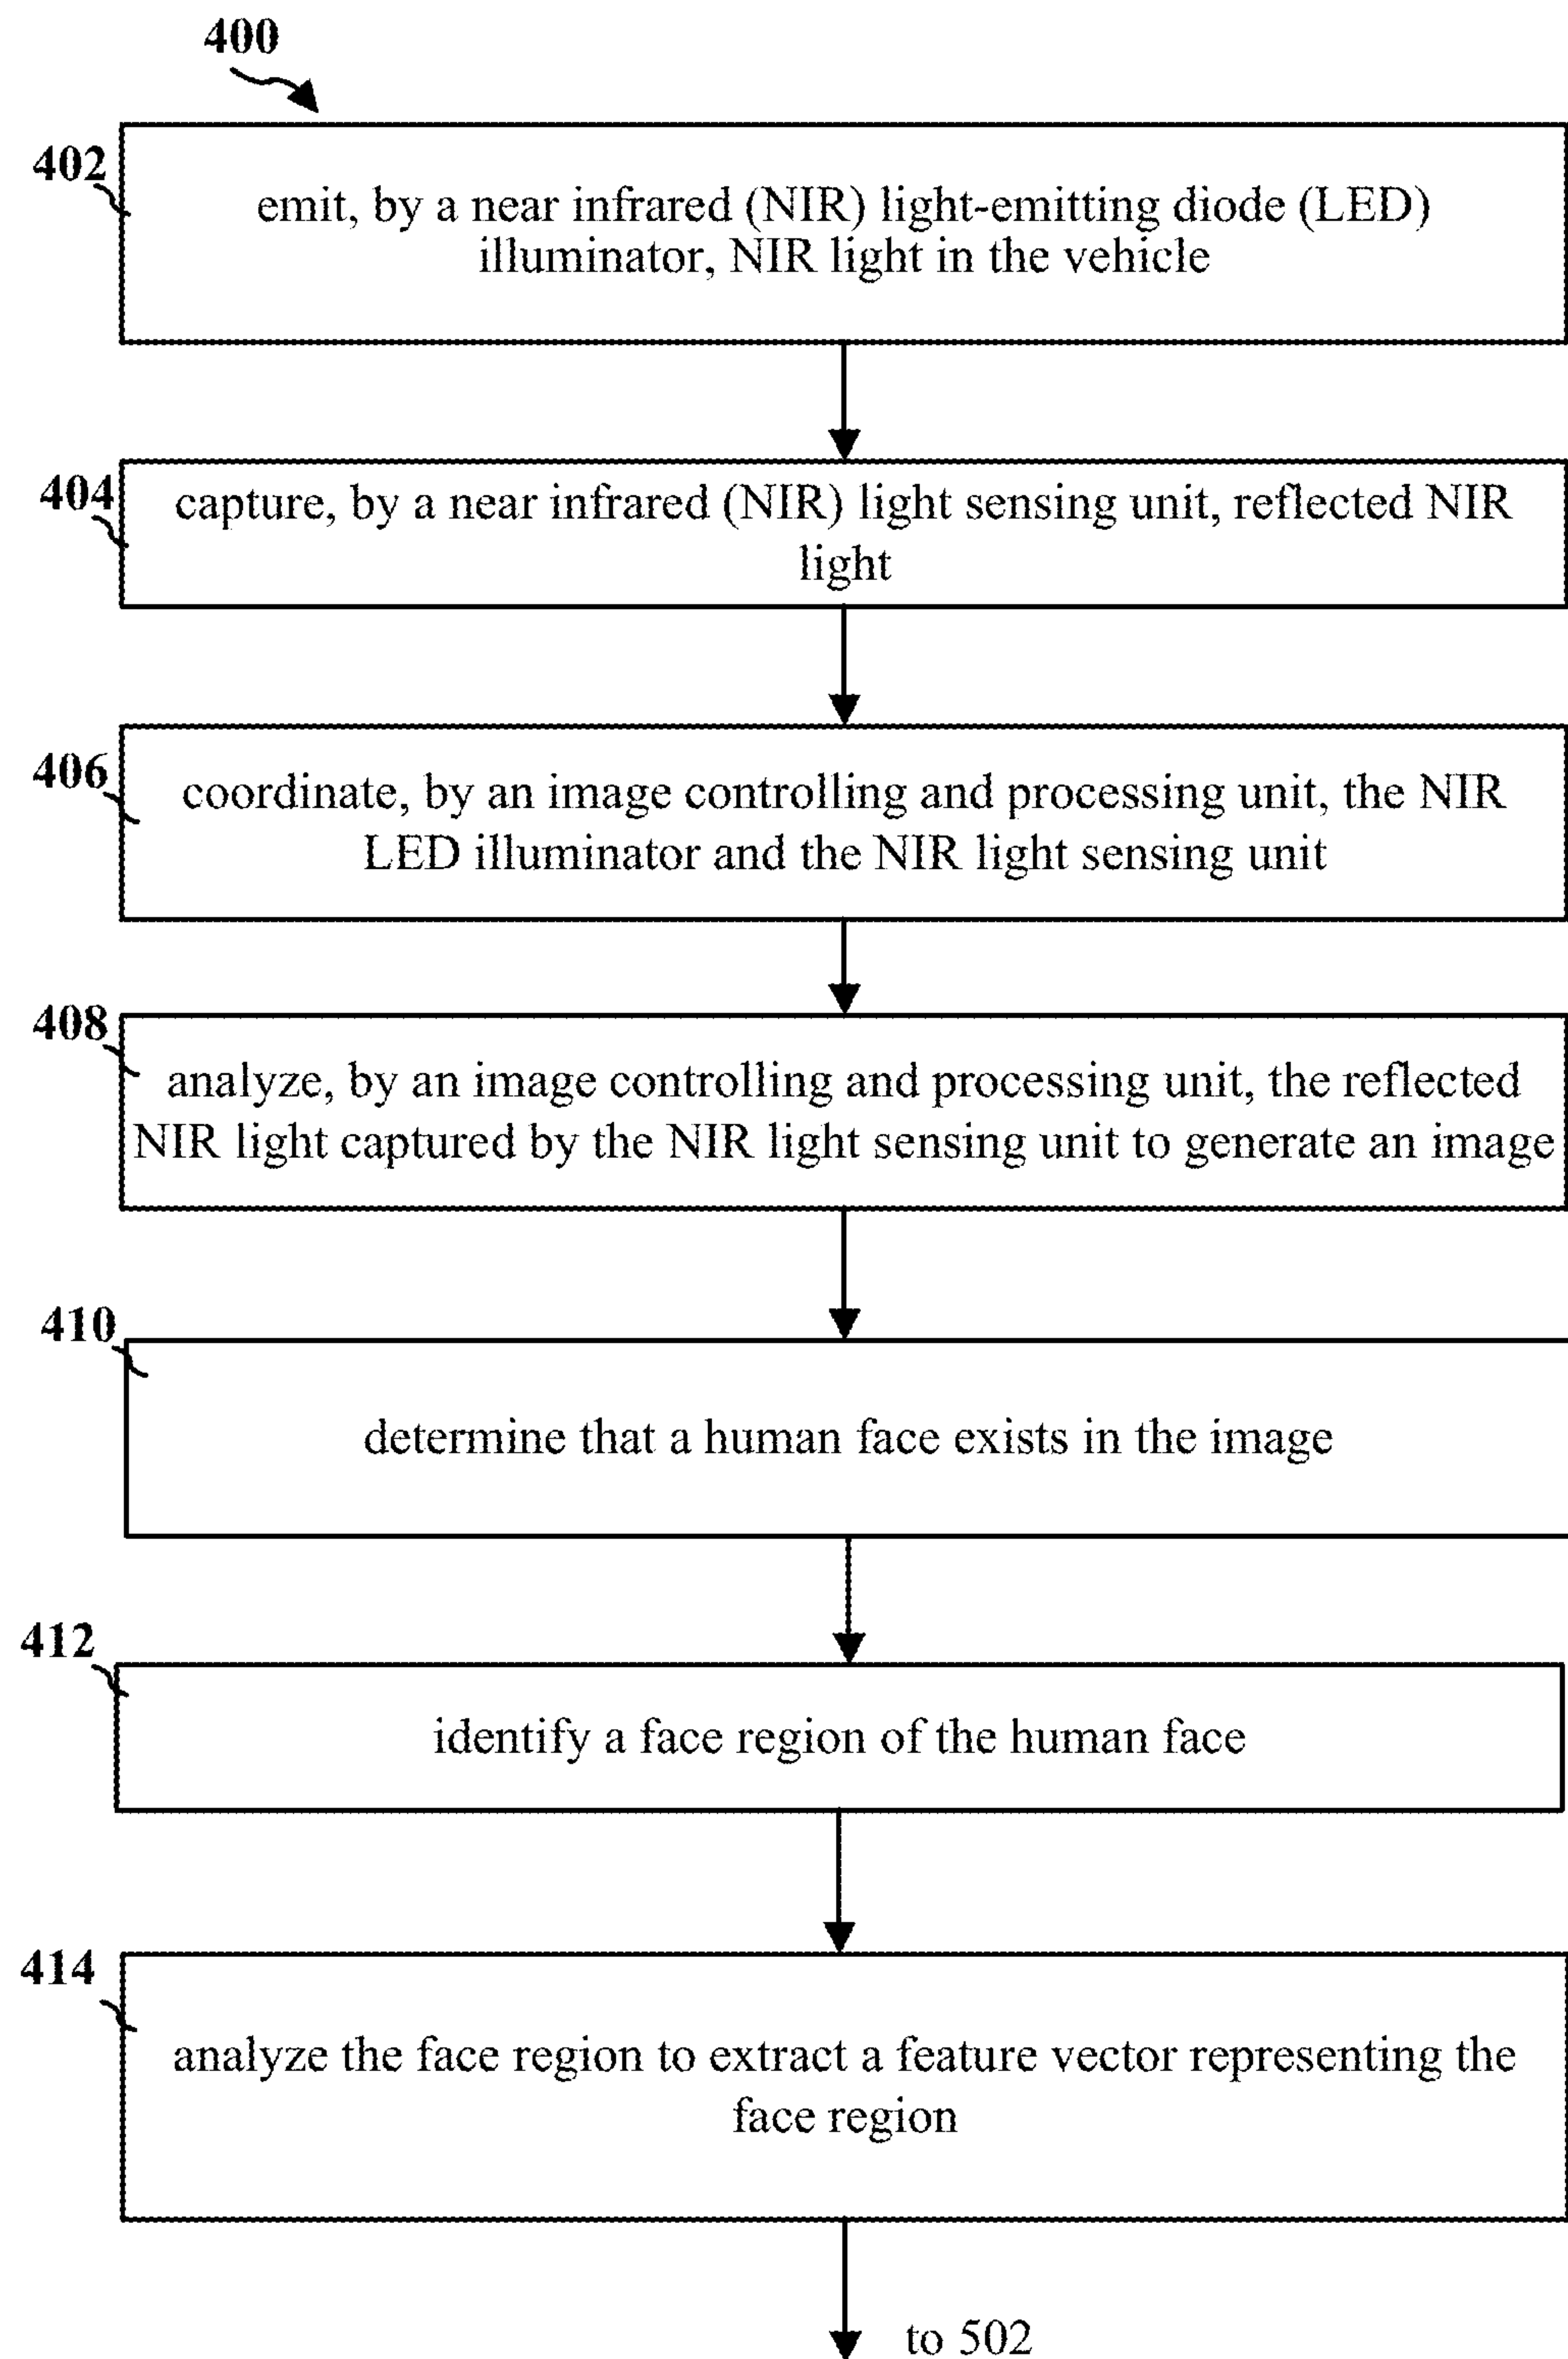 400
402
emit, by a near infrared (NIR) light-emitting diode (LED)
illuminator, NIR light in the vehicle
404
capture, by a near infrared (NIR) light sensing unit, reflected NIR
light
406
coordinate, by an image controlling and processing unit, the NIR
LED illuminator and the NIR light sensing unit
408
analyze, by an image controlling and processing unit, the reflected
NIR light captured by the NIR light sensing unit to generate an image
410
determine that a human face exists in the image
412
identify a face region of the human face
414
analyze the face region to extract a feature vector representing the
face region
to 502